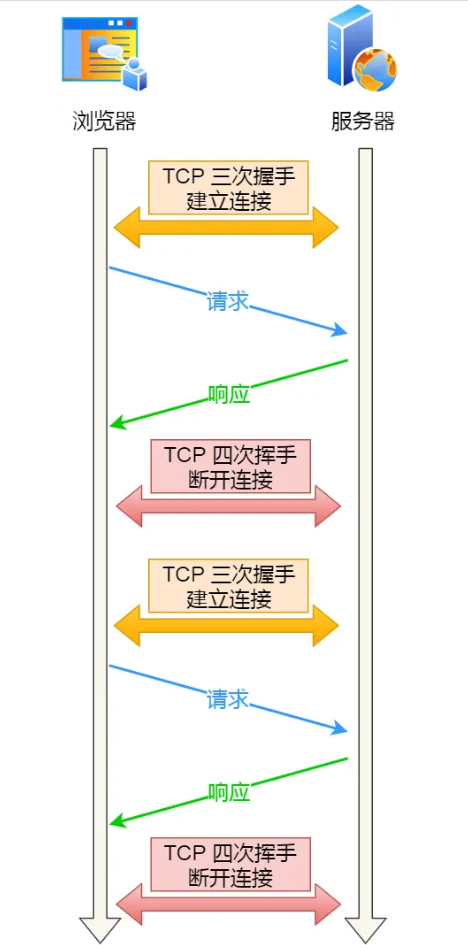 浏览器
服务器
TCP 三次握手
建立连接
请求
响应
TCP 四次挥手
断开连接
TCP 三次握手
建立连接
请求
响应
TCP 四次挥手
断开连接